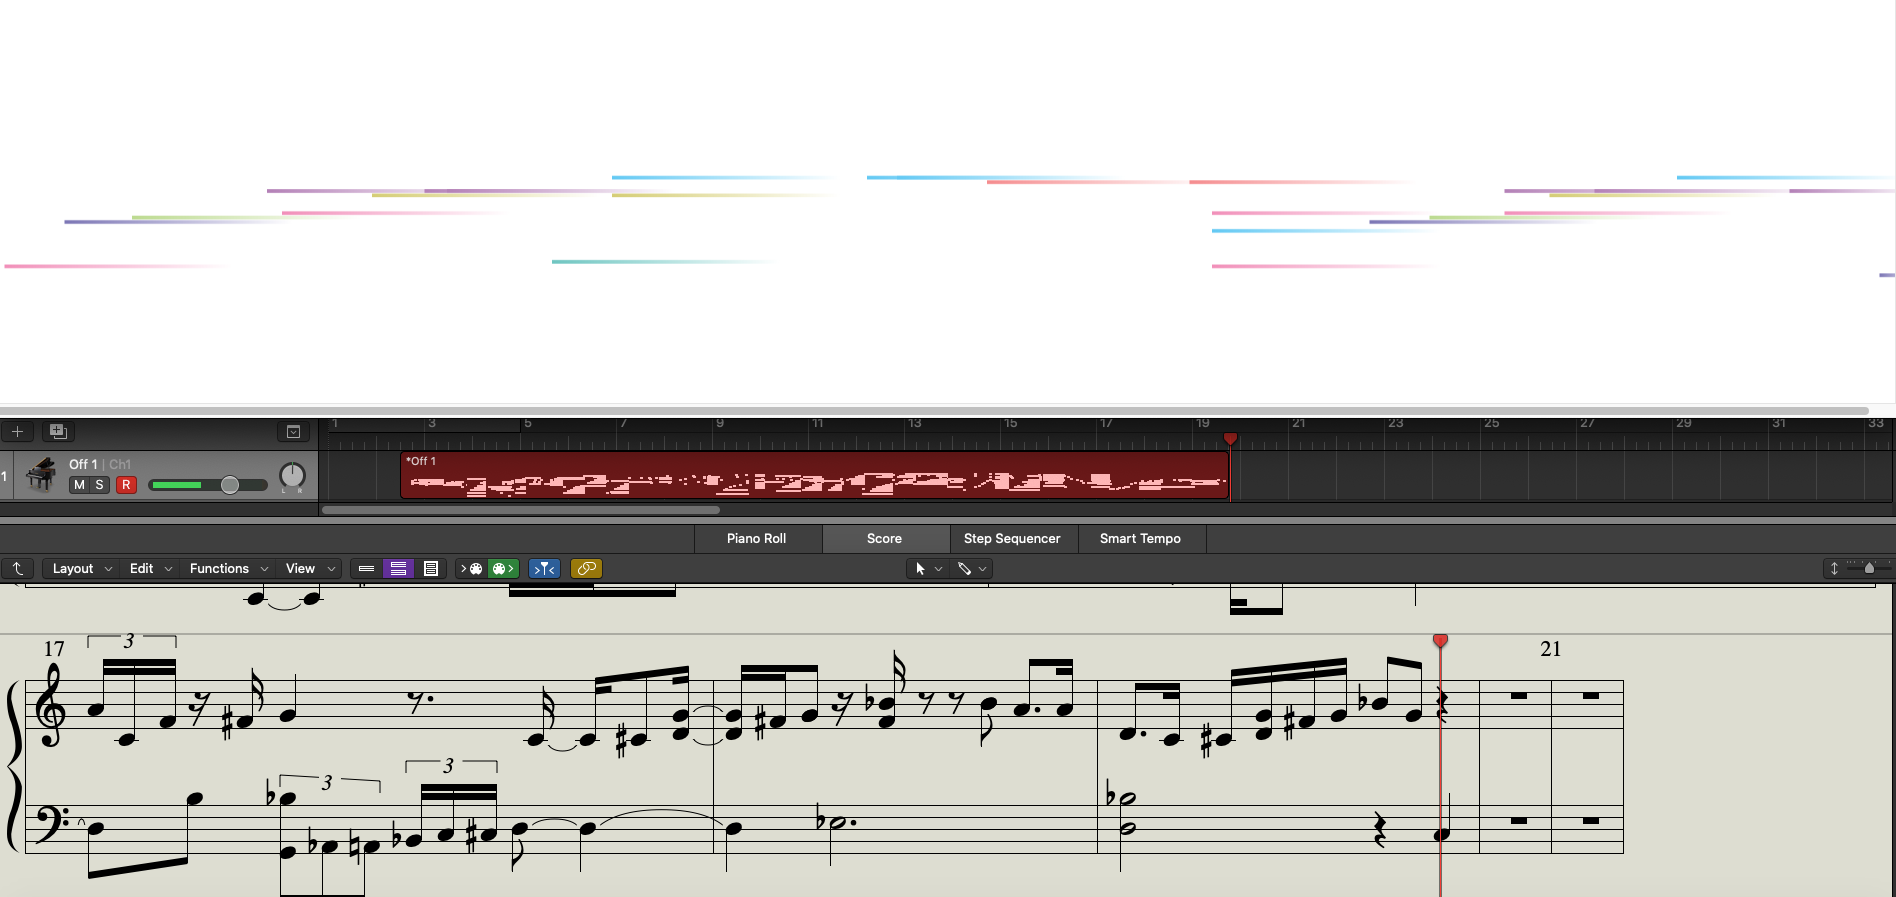 1 3 5 7 9 11 13 15 17 19 21 23 25 27 29 31 33
*Off 1
1 Off 1 | Ch1
M S R
L R
Piano Roll Score Step Sequencer Smart Tempo
Layout Edit Functions View
17 3 21
3 3